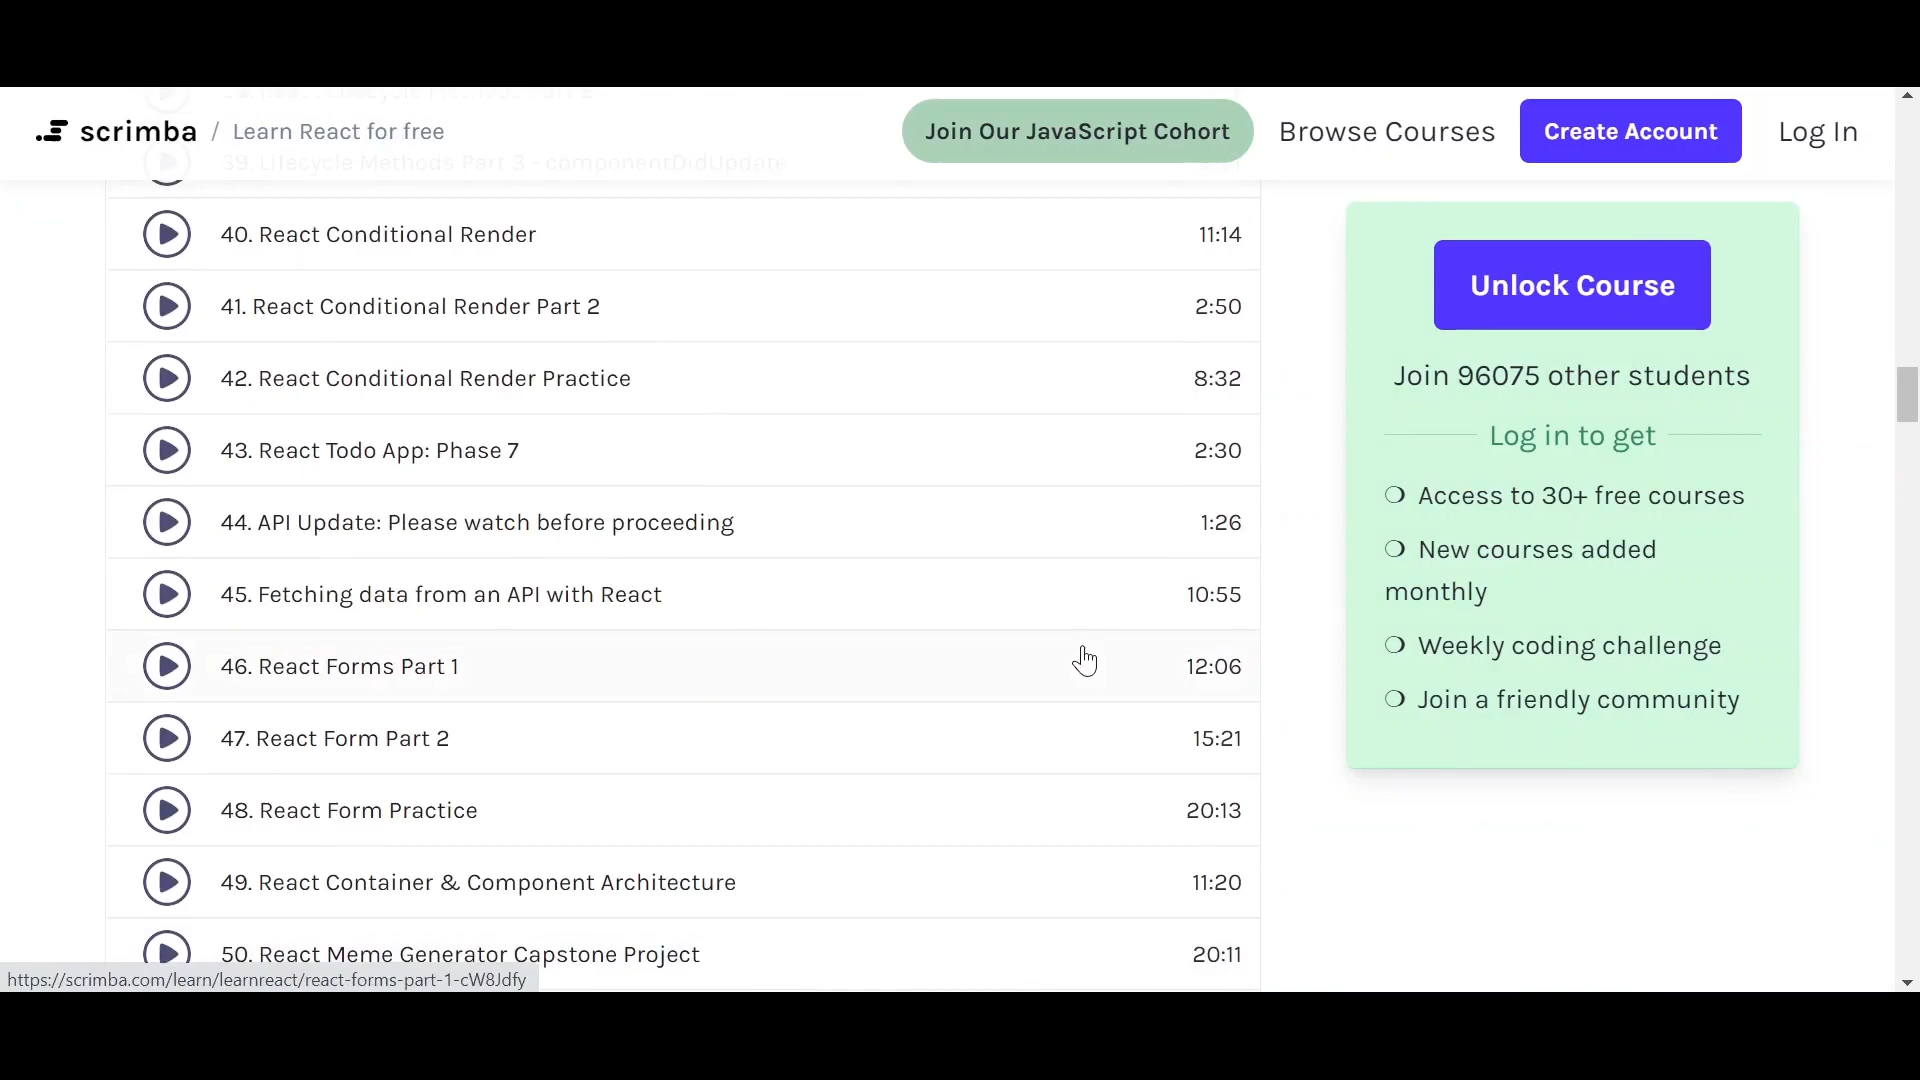 scrimba / Learn React for free
Join Our JavaScript Cohort
Browse Courses
Create Account
Log In
39. Lifecycle Methods Part 3 - componentDidUpdate
40. React Conditional Render 11:14
41. React Conditional Render Part 2 2:50
42. React Conditional Render Practice 8:32
43. React Todo App: Phase 7 2:30
44. API Update: Please watch before proceeding 1:26
45. Fetching data from an API with React 10:55
46. React Forms Part 1 12:06
47. React Form Part 2 15:21
48. React Form Practice 20:13
49. React Container & Component Architecture 11:20
50. React Meme Generator Capstone Project 20:11
Unlock Course
Join 96075 other students
Log in to get
Access to 30+ free courses
New courses added
monthly
Weekly coding challenge
Join a friendly community
https://scrimba.com/learn/learnreact/react-forms-part-1-cW8Jdfy